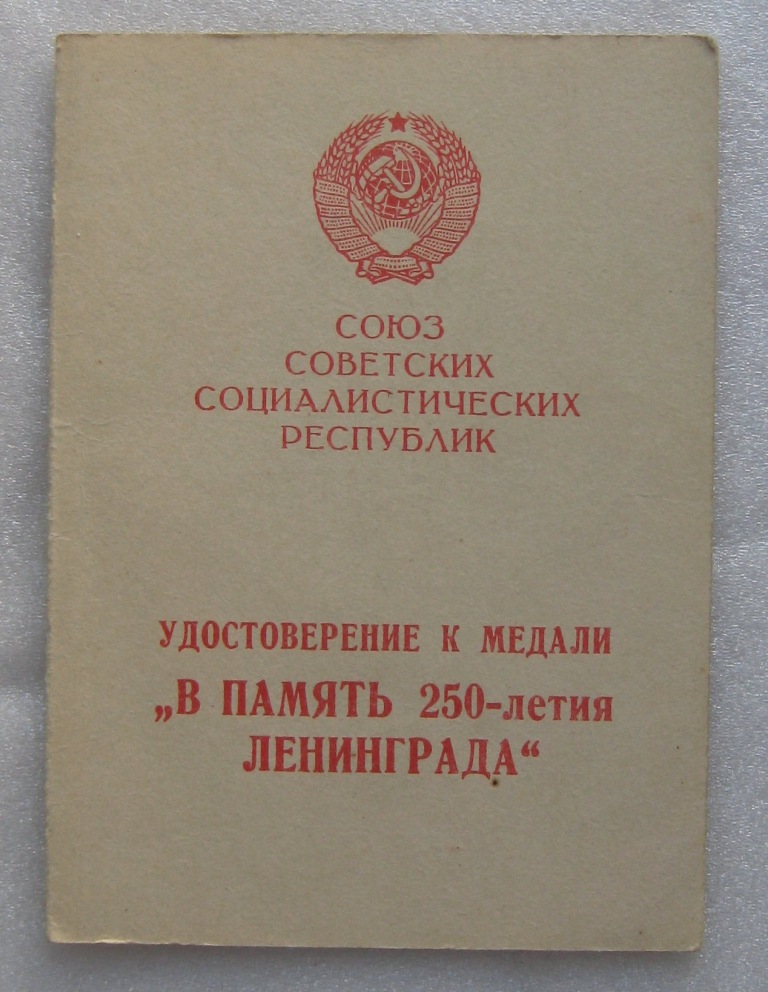 СОЮЗ
СОВЕТСКИХ
СОЦИАЛИСТИЧЕСКИХ
РЕСПУБЛИК
УДОСТОВЕРЕНИЕ К МЕДАЛИ
„В ПАМЯТЬ 250-летия
ЛЕНИНГРАДА“